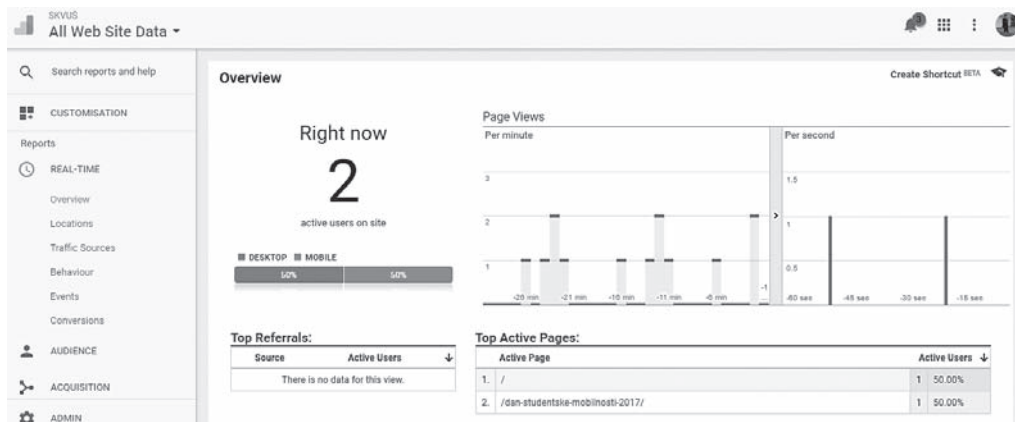 SKVUŠ
All Web Site Data
3
Search reports and help
CUSTOMISATION
Reports
REAL-TIME
Overview
Locations
Traffic Sources
Behaviour
Events
Conversions
AUDIENCE
ACQUISITION
ADMIN
Overview
Create Shortcut BETA
Right now
2
active users on site
DESKTOP MOBILE
50% 50%
Page Views
Per minute
3
2
1
-26 min -21 min -16 min -11 min -6 min -1
Per second
1.5
1
0.5
-60 sec -45 sec -30 sec -15 sec
Top Referrals:
Source Active Users
There is no data for this view.
Top Active Pages:
Active Page Active Users
1. / 1 50.00%
2. /dan-studentske-mobilnosti-2017/ 1 50.00%